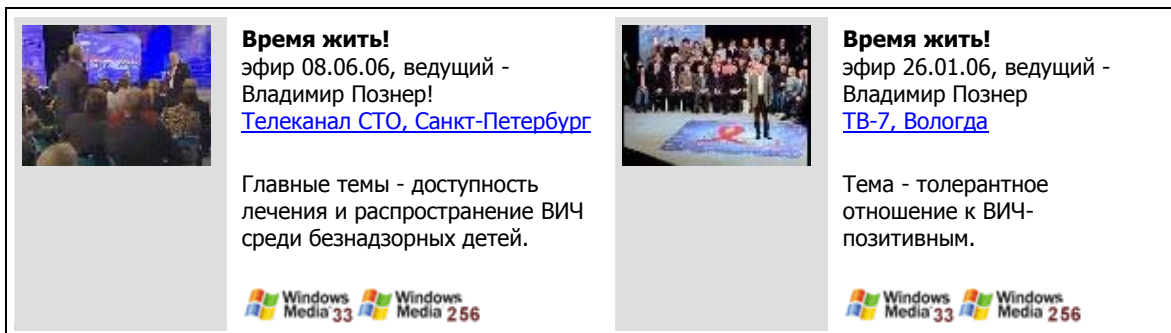 Время жить!
эфир 08.06.06, ведущий -
Владимир Познер!
Телеканал СТО, Санкт-Петербург
Главные темы - доступность
лечения и распространение ВИЧ
среди безнадзорных детей.
Windows
Media 33
Windows
Media 256
Время жить!
эфир 26.01.06, ведущий -
Владимир Познер
ТВ-7, Вологда
Тема - толерантное
отношение к ВИЧ-
позитивным.
Windows
Media 33
Windows
Media 256